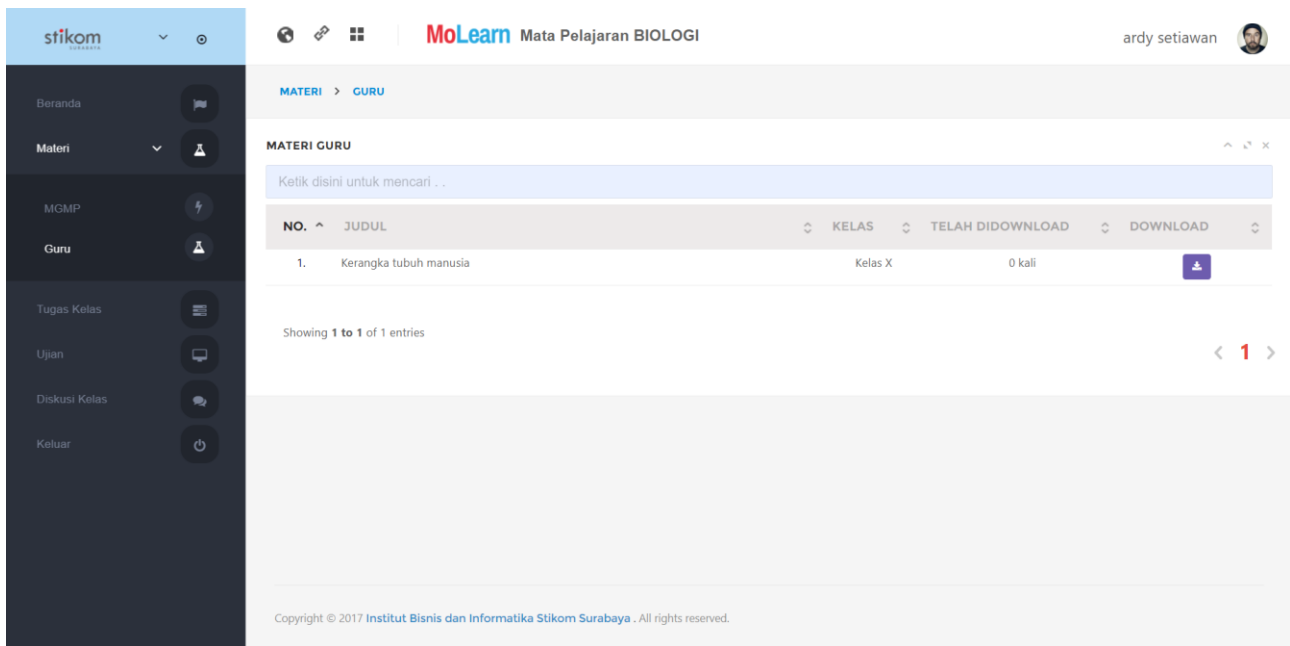 stikom
SURABAYA
MoLearn Mata Pelajaran BIOLOGI
ardy setiawan
Beranda
Materi
MGMP
Guru
Tugas Kelas
Ujian
Diskusi Kelas
Keluar
MATERI > GURU
MATERI GURU
Ketik disini untuk mencari . .
NO. JUDUL KELAS TELAH DIDOWNLOAD DOWNLOAD
1. Kerangka tubuh manusia Kelas X 0 kali
Showing 1 to 1 of 1 entries
< 1 >
Copyright © 2017 Institut Bisnis dan Informatika Stikom Surabaya . All rights reserved.